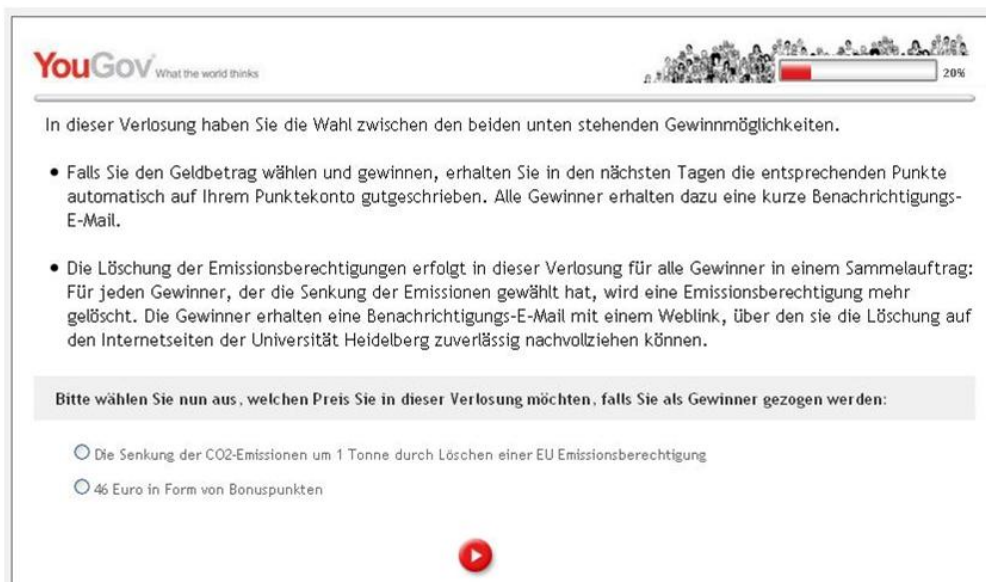 YouGov What the world thinks
20%
In dieser Verlosung haben Sie die Wahl zwischen den beiden unten stehenden Gewinnmöglichkeiten.
• Falls Sie den Geldbetrag wählen und gewinnen, erhalten Sie in den nächsten Tagen die entsprechenden Punkte
automatisch auf Ihrem Punktekonto gutgeschrieben. Alle Gewinner erhalten dazu eine kurze Benachrichtigungs-
E-Mail.
• Die Löschung der Emissionsberechtigungen erfolgt in dieser Verlosung für alle Gewinner in einem Sammelauftrag:
Für jeden Gewinner, der die Senkung der Emissionen gewählt hat, wird eine Emissionsberechtigung mehr
gelöscht. Die Gewinner erhalten eine Benachrichtigungs-E-Mail mit einem Weblink, über den sie die Löschung auf
den Internetseiten der Universität Heidelberg zuverlässig nachvollziehen können.
Bitte wählen Sie nun aus, welchen Preis Sie in dieser Verlosung möchten, falls Sie als Gewinner gezogen werden:
Die Senkung der CO2-Emissionen um 1 Tonne durch Löschen einer EU Emissionsberechtigung
46 Euro in Form von Bonuspunkten